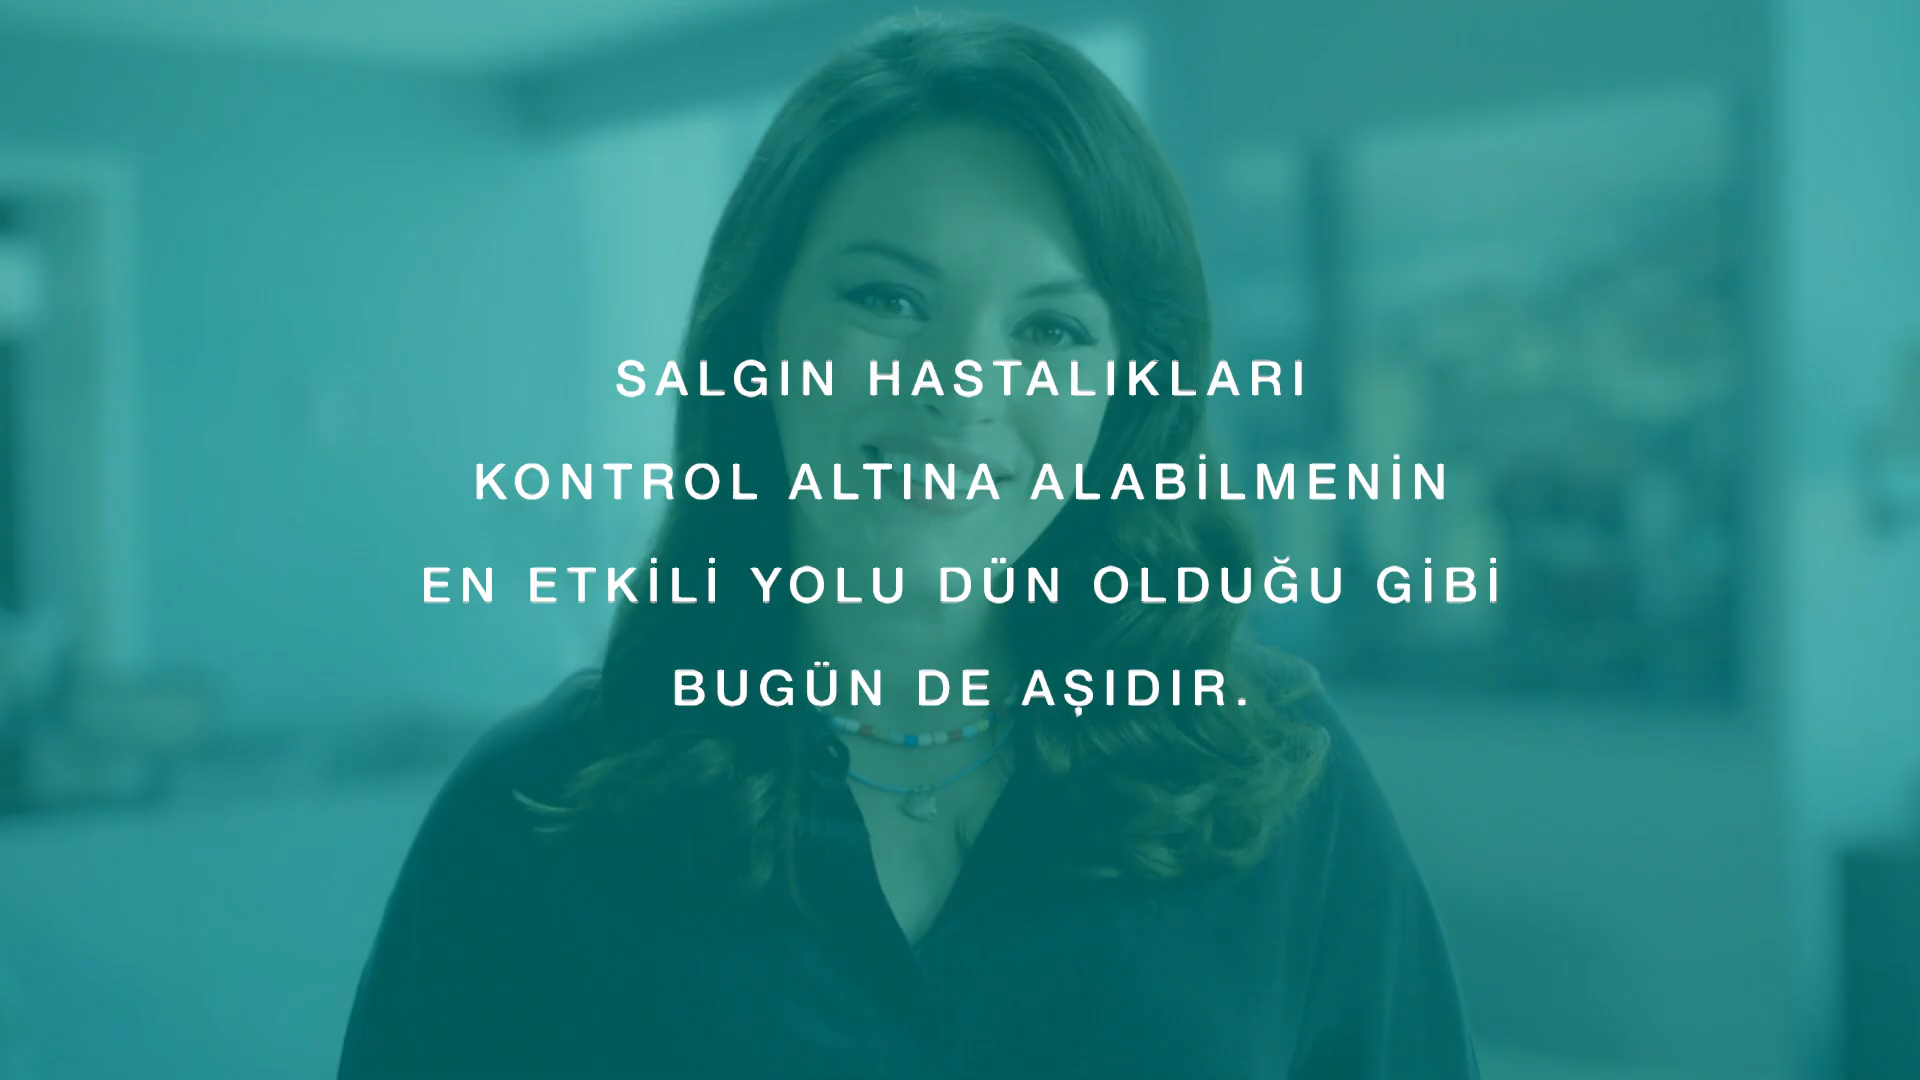 SALGIN HASTALIKLARI
KONTROL ALTINA ALABİLMENİN
EN ETKİLİ YOLU DÜN OLDUĞU GİBİ
BUGÜN DE AŞIDIR.